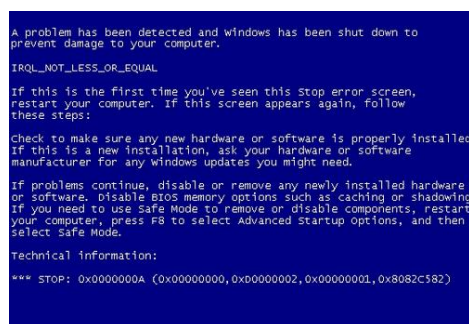 A problem has been detected and windows has been shut down to
prevent damage to your computer.
IRQL_NOT_LESS_OR_EQUAL
If this is the first time you've seen this Stop error screen,
restart your computer. If this screen appears again, follow
these steps:
Check to make sure any new hardware or software is properly installed
If this is a new installation, ask your hardware or software
manufacturer for any Windows updates you might need.
If problems continue, disable or remove any newly installed hardware
or software. Disable BIOS memory options such as caching or shadowing
If you need to use Safe Mode to remove or disable components, restart
your computer, press F8 to select Advanced Startup Options, and then
select Safe Mode.
Technical information:
*** STOP: 0x0000000A (0x00000000,0xD0000002,0x00000001,0x8082C582)